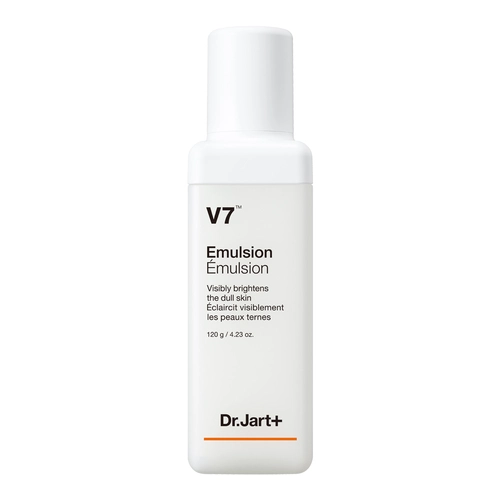 V7™
Emulsion
Émulsion
Visibly brightens
the dull skin
Éclaircit visiblement
les peaux ternes
120 g / 4.23 oz.
Dr.Jart+